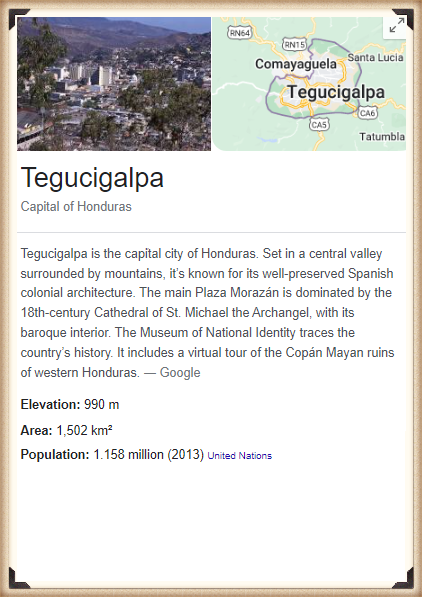 RN64
RN15
Comayaguela
Santa Lucia
Tegucigalpa
CA6
CA5
Tatumbla
Tegucigalpa
Capital of Honduras
Tegucigalpa is the capital city of Honduras. Set in a central valley
surrounded by mountains, it's known for its well-preserved Spanish
colonial architecture. The main Plaza Morazán is dominated by the
18th-century Cathedral of St. Michael the Archangel, with its
baroque interior. The Museum of National Identity traces the
country's history. It includes a virtual tour of the Copán Mayan ruins
of western Honduras. — Google
Elevation: 990 m
Area: 1,502 km²
Population: 1.158 million (2013) United Nations